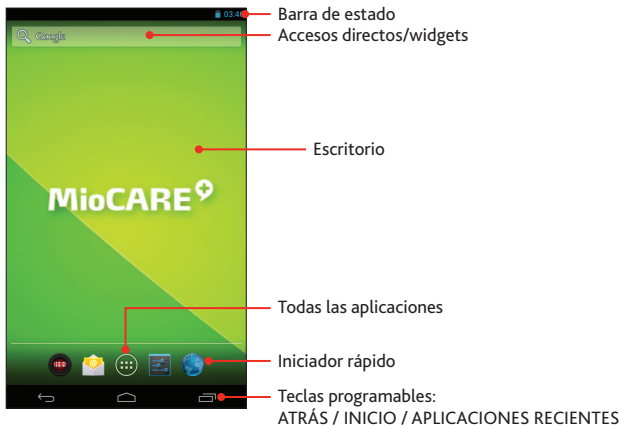 03:46
Barra de estado
Google
Accesos directos/widgets
Escritorio
MioCARE+
Todas las aplicaciones
Iniciador rápido
Teclas programables:
ATRÁS / INICIO / APLICACIONES RECIENTES